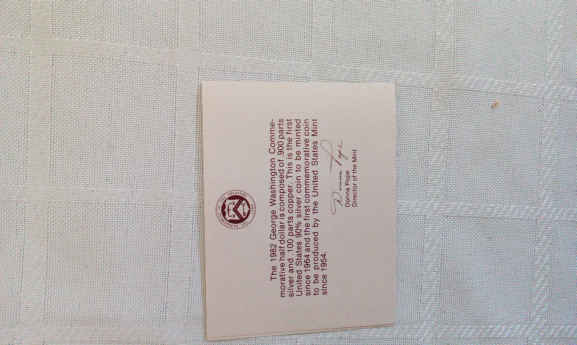 The 1982 George Washington Comme-
morative half dollar is composed of .900 parts
silver and .100 parts copper. This is the first
United States 90% silver coin to be minted
since 1964 and the first commemorative coin
to be produced by the United States Mint
since 1954.
Donna Pope
Donna Pope
Director of the Mint